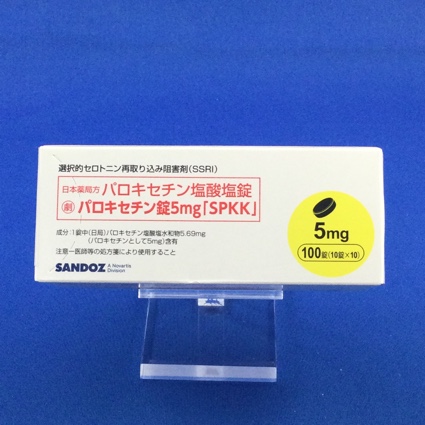 選択的セロトニン再取り込み阻害剤(SSRI)
日本薬局方 パロキセチン塩酸塩錠
劇 パロキセチン錠5mg「SPKK」
成分:1錠中(日局)パロキセチン塩酸塩水和物5.69mg
(パロキセチンとして5mg)含有
注意-医師等の処方箋により使用すること
SANDOZ A Novartis
Division
5mg
100錠(10錠×10)